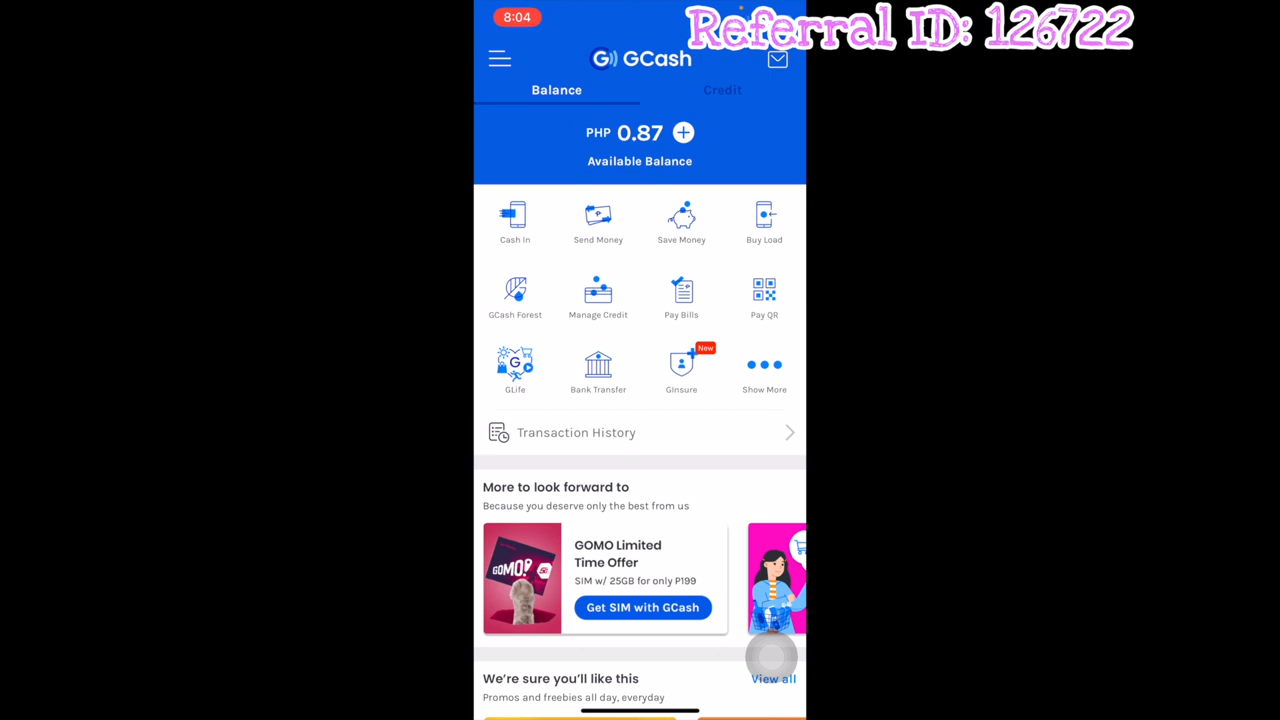 Referral ID: 126722
8:04
GCash
Balance Credit
PHP 0.87
Available Balance
Cash In Send Money Save Money Buy Load
GCash Forest Manage Credit Pay Bills Pay QR
New
GLife Bank Transfer GInsure Show More
Transaction History
More to look forward to
Because you deserve only the best from us
GOMO Limited
Time Offer
GOMO!
SIM w/ 25GB for only P199
Get SIM with GCash
We're sure you'll like this View all
Promos and freebies all day, everyday